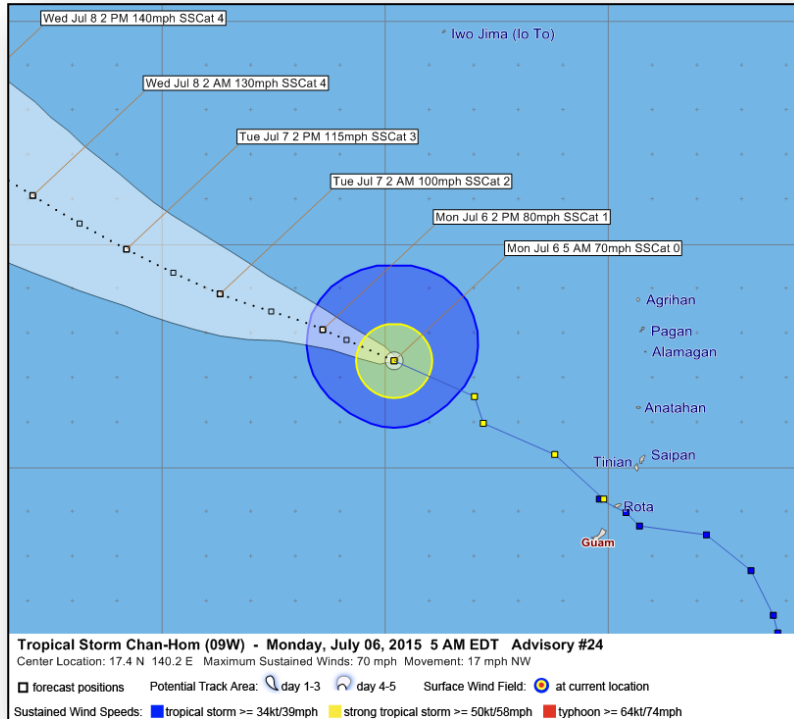 Wed Jul 8 2 PM 140mph SSCat 4
Iwo Jima (Io To)
Wed Jul 8 2 AM 130mph SSCat 4
Tue Jul 7 2 PM 115mph SSCat 3
Tue Jul 7 2 AM 100mph SSCat 2
Mon Jul 6 2 PM 80mph SSCat 1
Mon Jul 6 5 AM 70mph SSCat 0
Agrihan
Pagan
Alamagan
Anatahan
Saipan
Tinian
Rota
Guam
Tropical Storm Chan-Hom (09W) - Monday, July 06, 2015 5 AM EDT Advisory #24
Center Location: 17.4 N 140.2 E Maximum Sustained Winds: 70 mph Movement: 17 mph NW
forecast positions Potential Track Area: day 1-3 day 4-5 Surface Wind Field: at current location
Sustained Wind Speeds: tropical storm >= 34kt/39mph strong tropical storm >= 50kt/58mph typhoon >= 64kt/74mph